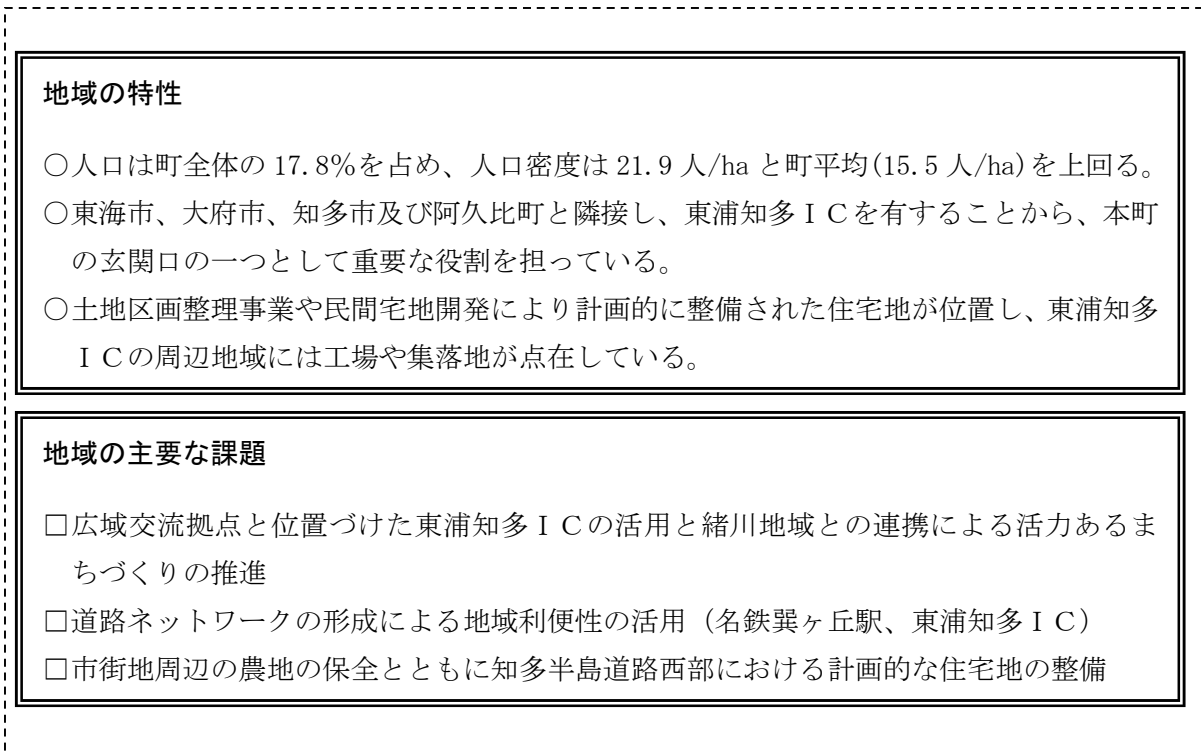 地域の特性
○人口は町全体の 17.8％を占め、人口密度は 21.9 人/ha と町平均(15.5 人/ha)を上回る。
○東海市、大府市、知多市及び阿久比町と隣接し、東浦知多ＩＣを有することから、本町
の玄関口の一つとして重要な役割を担っている。
○土地区画整理事業や民間宅地開発により計画的に整備された住宅地が位置し、東浦知多
ＩＣの周辺地域には工場や集落地が点在している。
地域の主要な課題
□広域交流拠点と位置づけた東浦知多ＩＣの活用と緒川地域との連携による活力あるま
ちづくりの推進
□道路ネットワークの形成による地域利便性の活用（名鉄巽ヶ丘駅、東浦知多ＩＣ）
□市街地周辺の農地の保全とともに知多半島道路西部における計画的な住宅地の整備